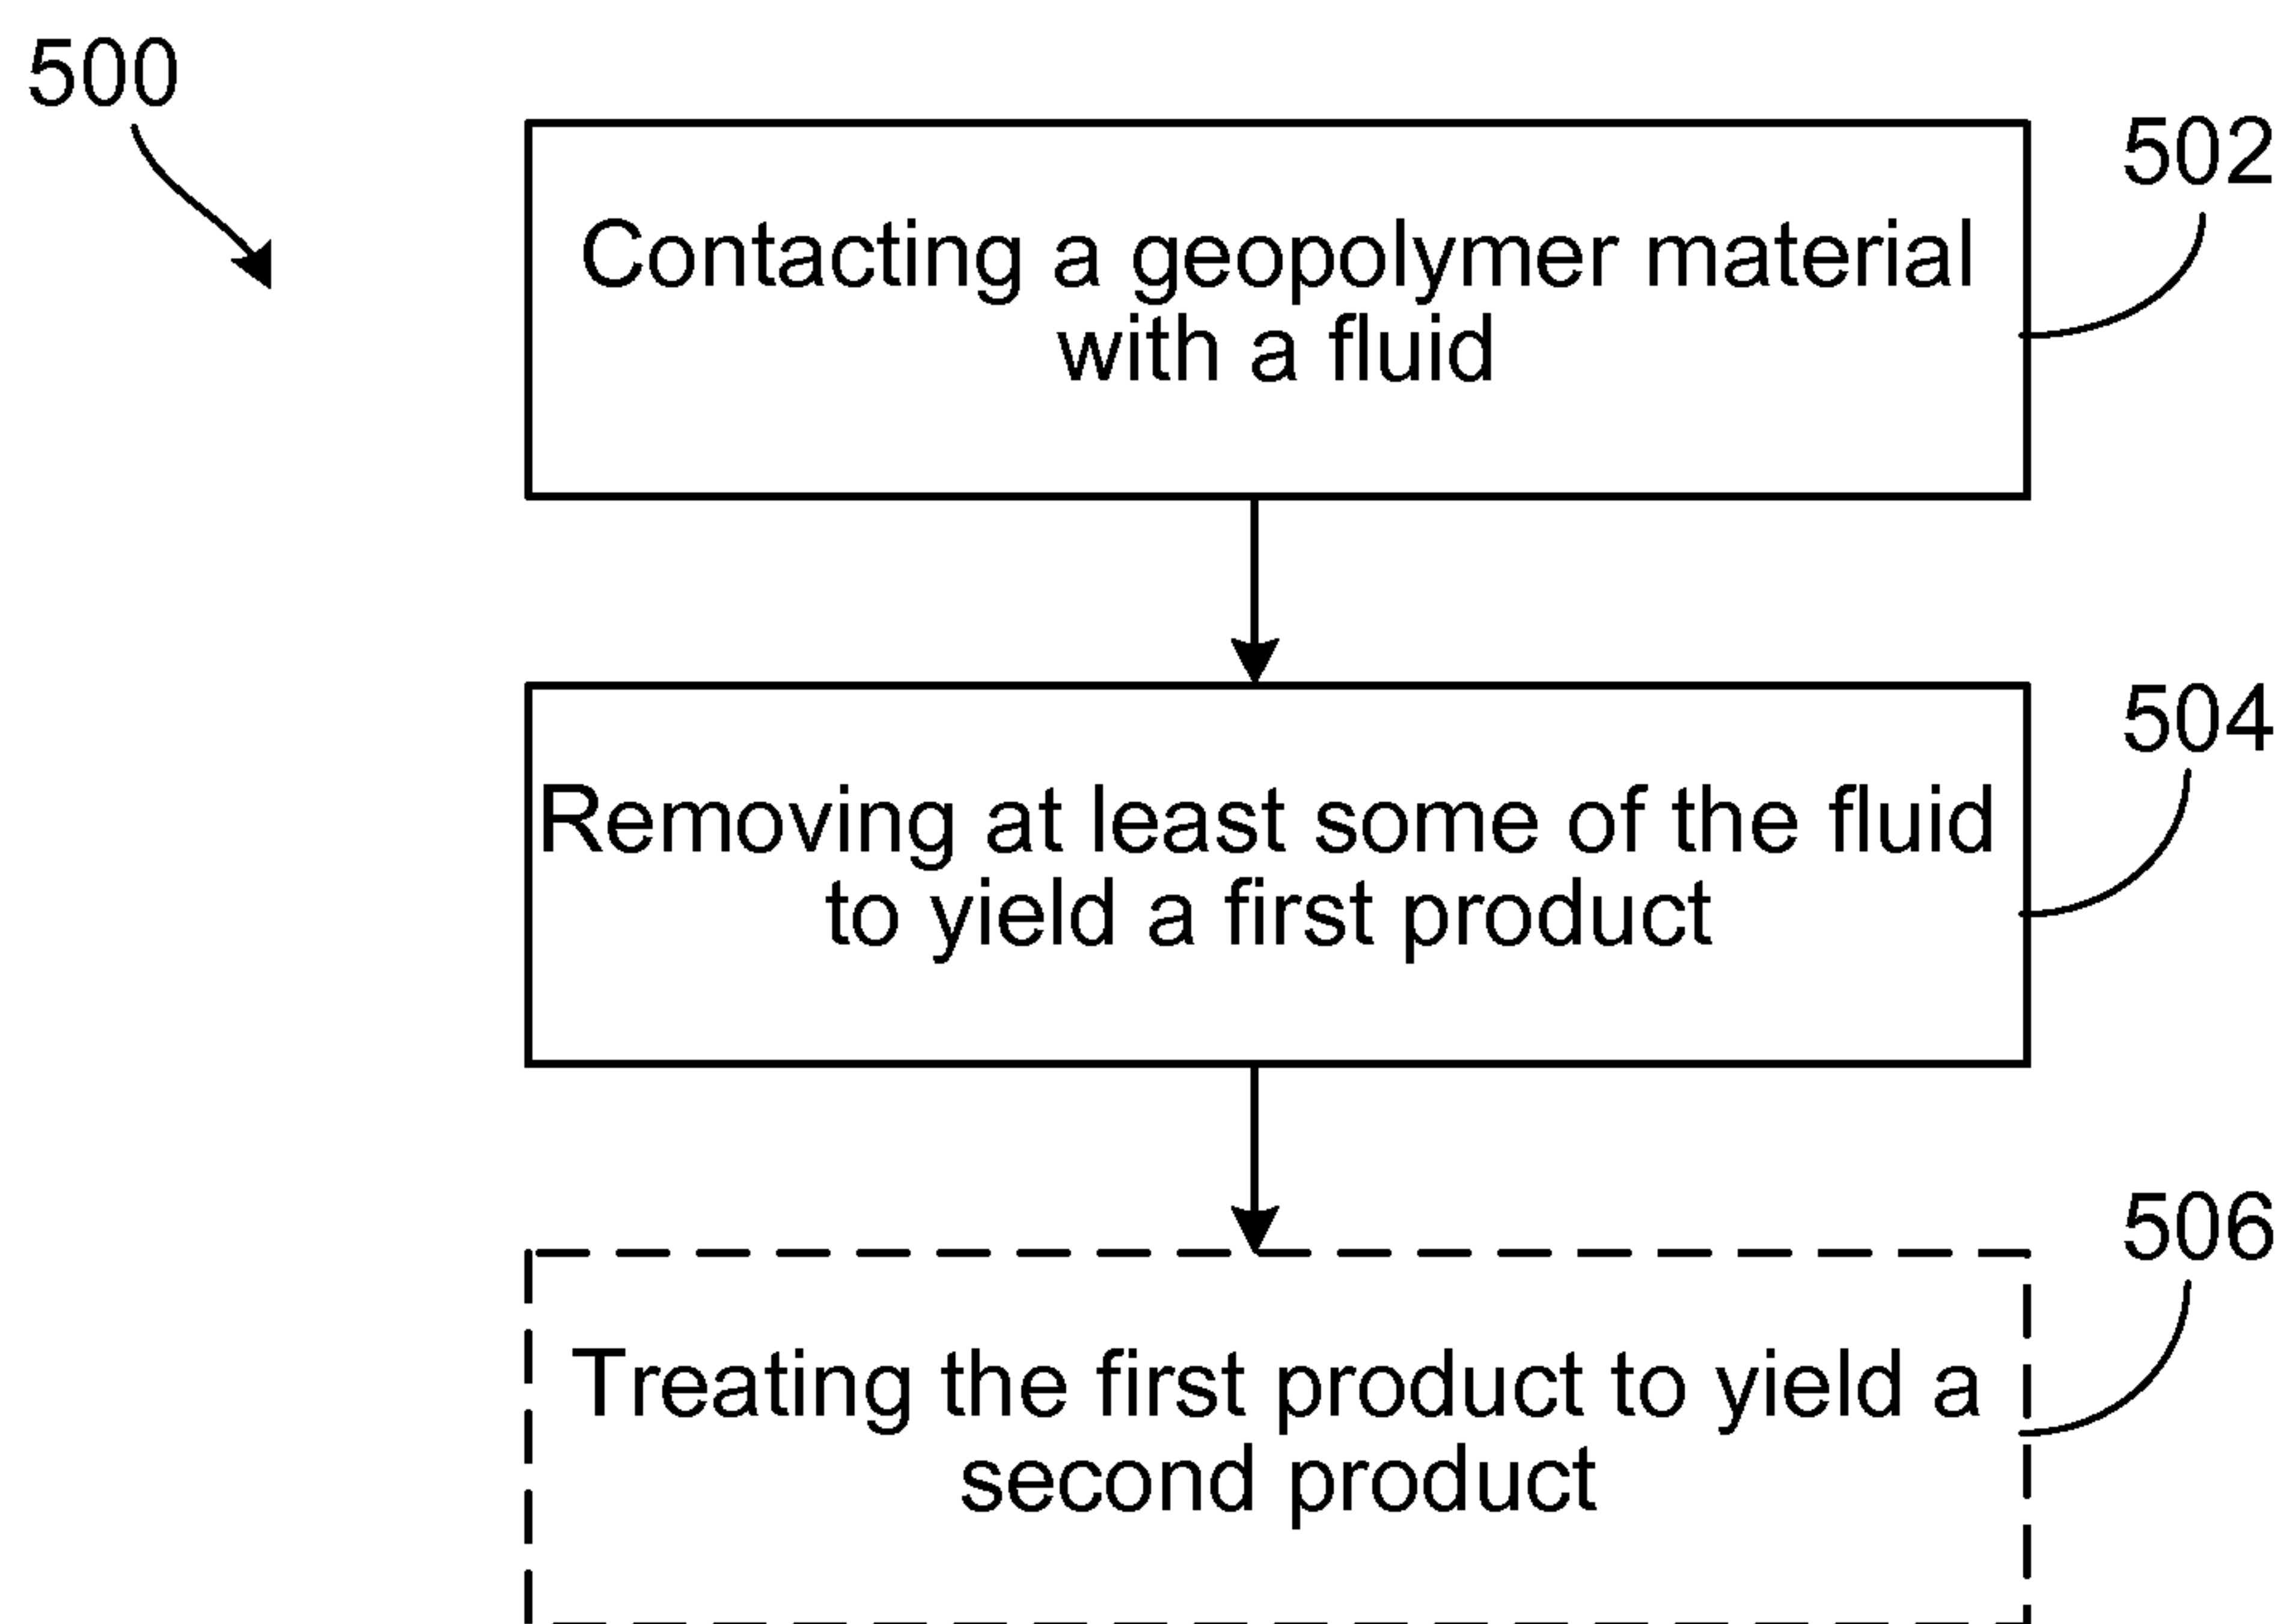 500
502
Contacting a geopolymer material
with a fluid
504
Removing at least some of the fluid
to yield a first product
506
Treating the first product to yield a
second product